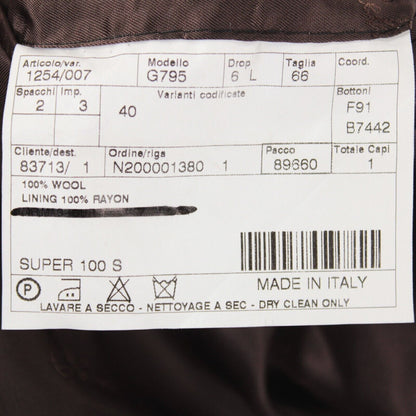 Articolo/var. Modello Drop Taglia Coord.
1254/007 G795 6 L 66
Spacchi Imp. Varianti codificate Bottoni
2 3 40 F91
B7442
Cliente/dest. Ordine/riga Pacco Totale Capi
83713/ 1 N200001380 1 89660 1
100% WOOL
LINING 100% RAYON
SUPER 100 S
MADE IN ITALY
P
LAVARE A SECCO - NETTOYAGE A SEC - DRY CLEAN ONLY